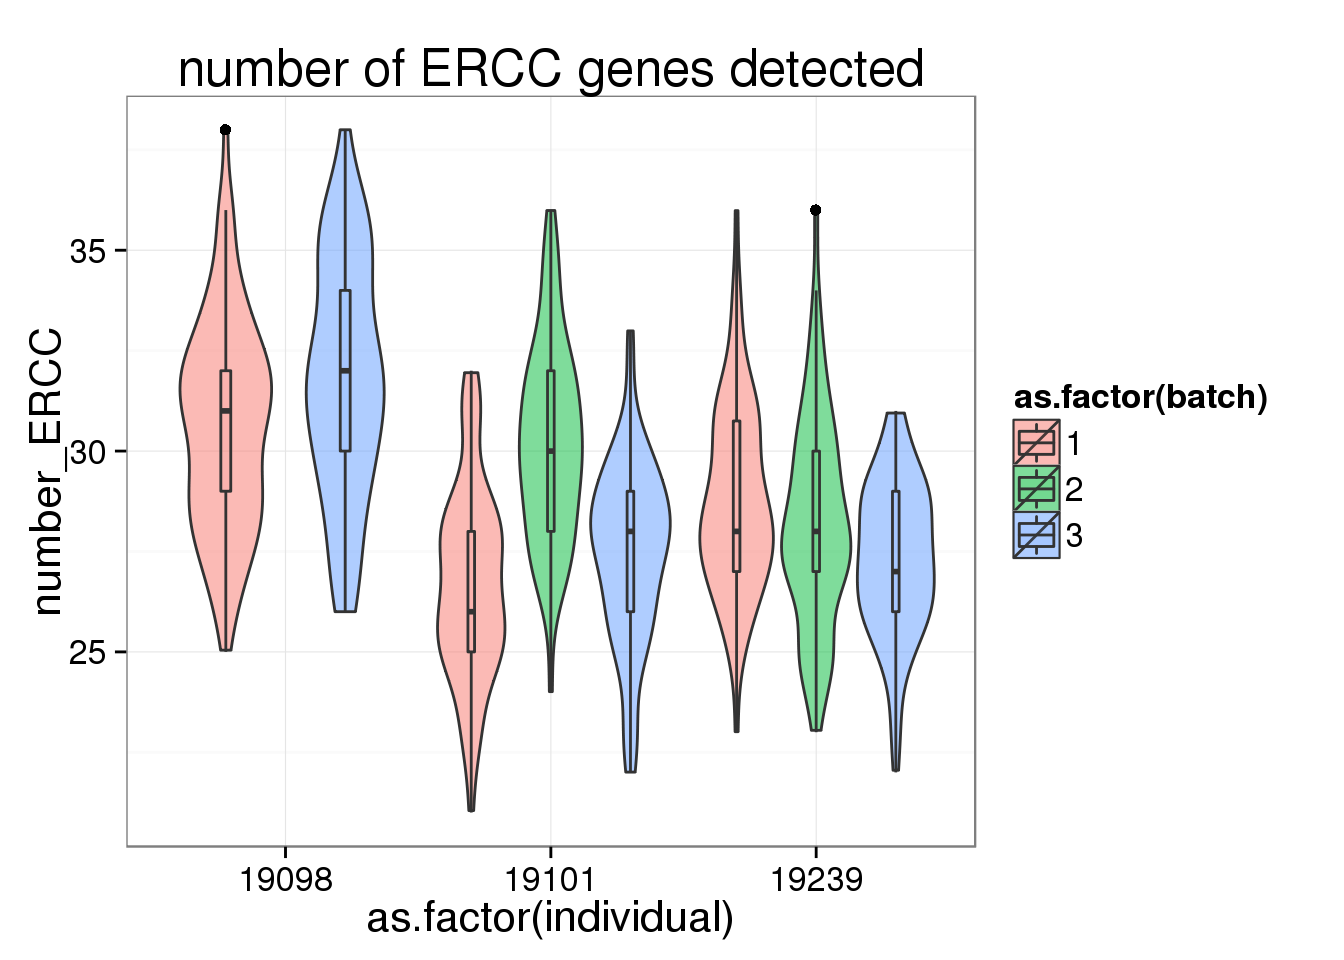 number of ERCC genes detected
number_ERCC
35
30
25
19098
19101
19239
as.factor(individual)
as.factor(batch)
1
2
3